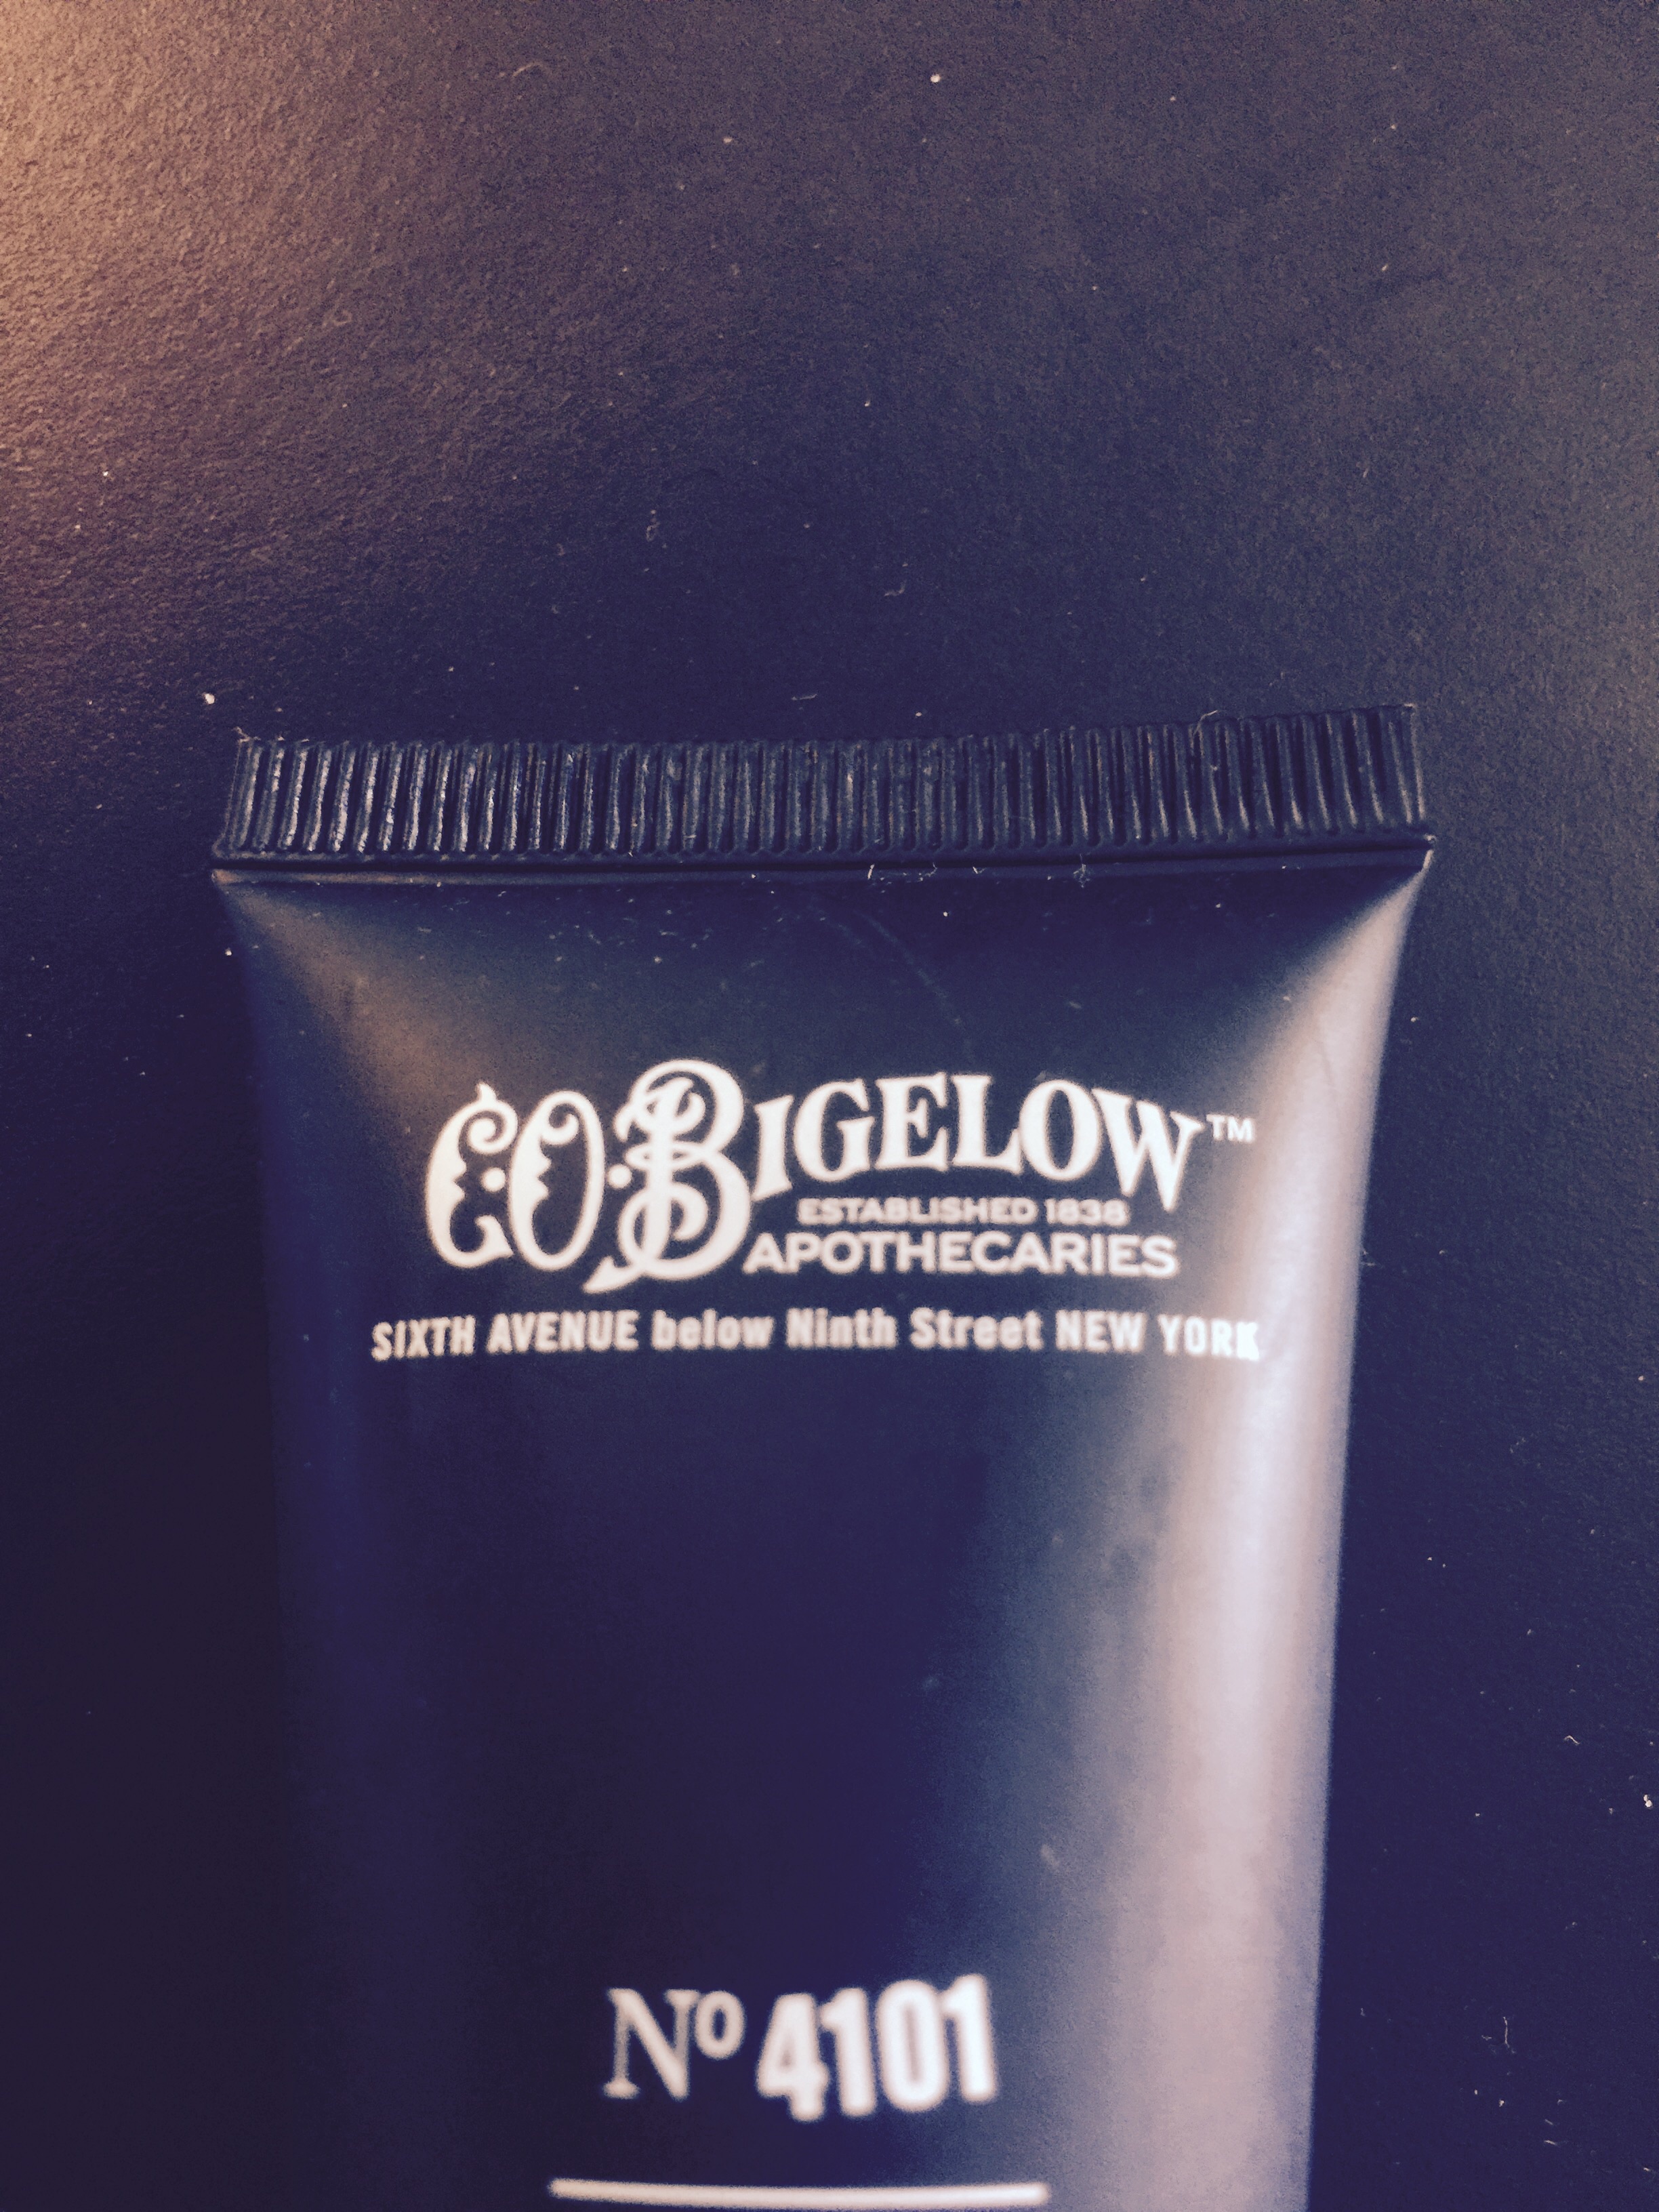 C·O·BIGELOW™
ESTABLISHED 1838
APOTHECARIES
SIXTH AVENUE below Ninth Street NEW YORK
Nº 4101